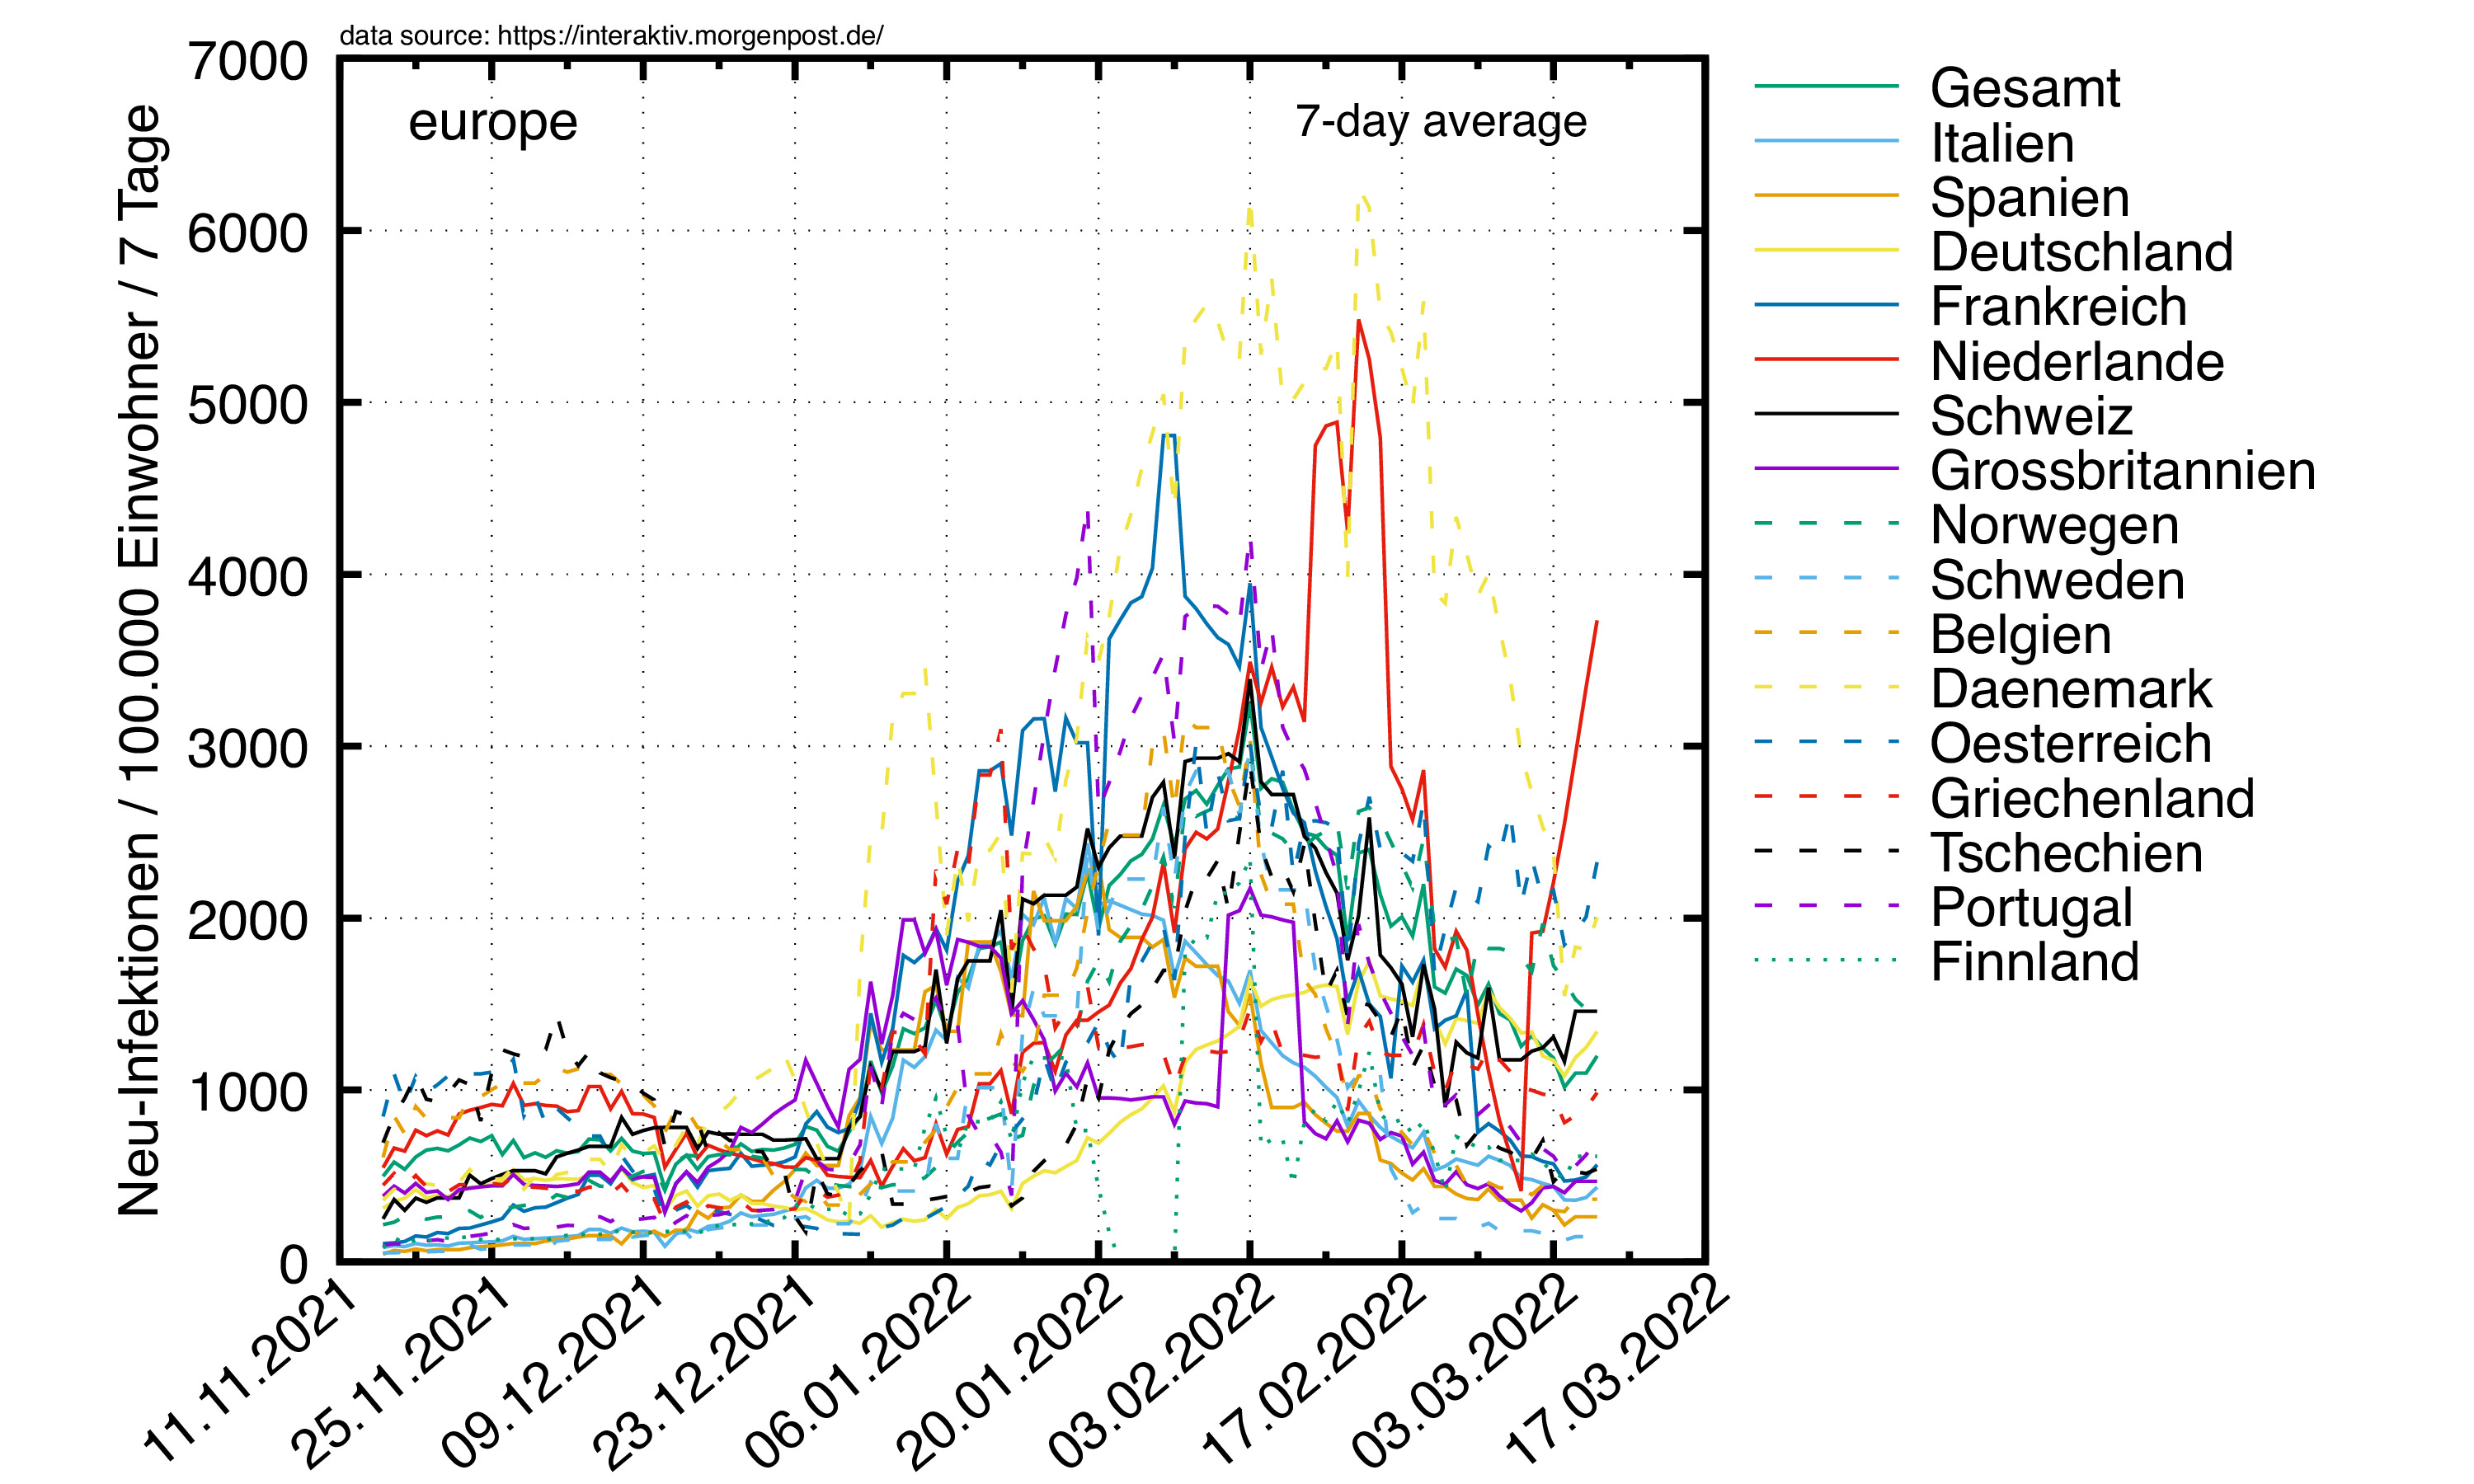 data source: https://interaktiv.morgenpost.de/
europe
7-day average
Neu-Infektionen / 100.000 Einwohner / 7 Tage
7000
6000
5000
4000
3000
2000
1000
0
11.11.2021
25.11.2021
09.12.2021
23.12.2021
06.01.2022
20.01.2022
03.02.2022
17.02.2022
03.03.2022
17.03.2022
Gesamt
Italien
Spanien
Deutschland
Frankreich
Niederlande
Schweiz
Grossbritannien
Norwegen
Schweden
Belgien
Daenemark
Oesterreich
Griechenland
Tschechien
Portugal
Finnland